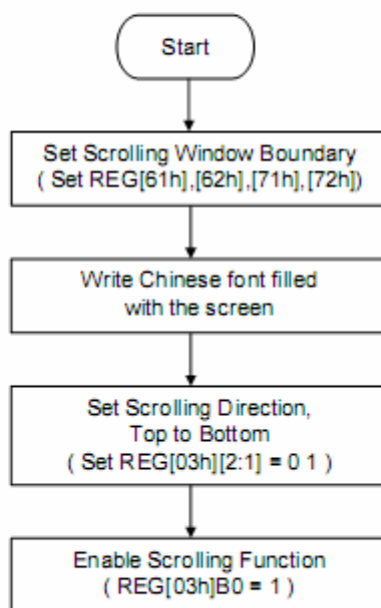 Start
Set Scrolling Window Boundary
( Set REG[61h],[62h],[71h],[72h])
Write Chinese font filled
with the screen
Set Scrolling Direction,
Top to Bottom
( Set REG[03h][2:1] = 0 1 )
Enable Scrolling Function
( REG[03h]B0 = 1 )